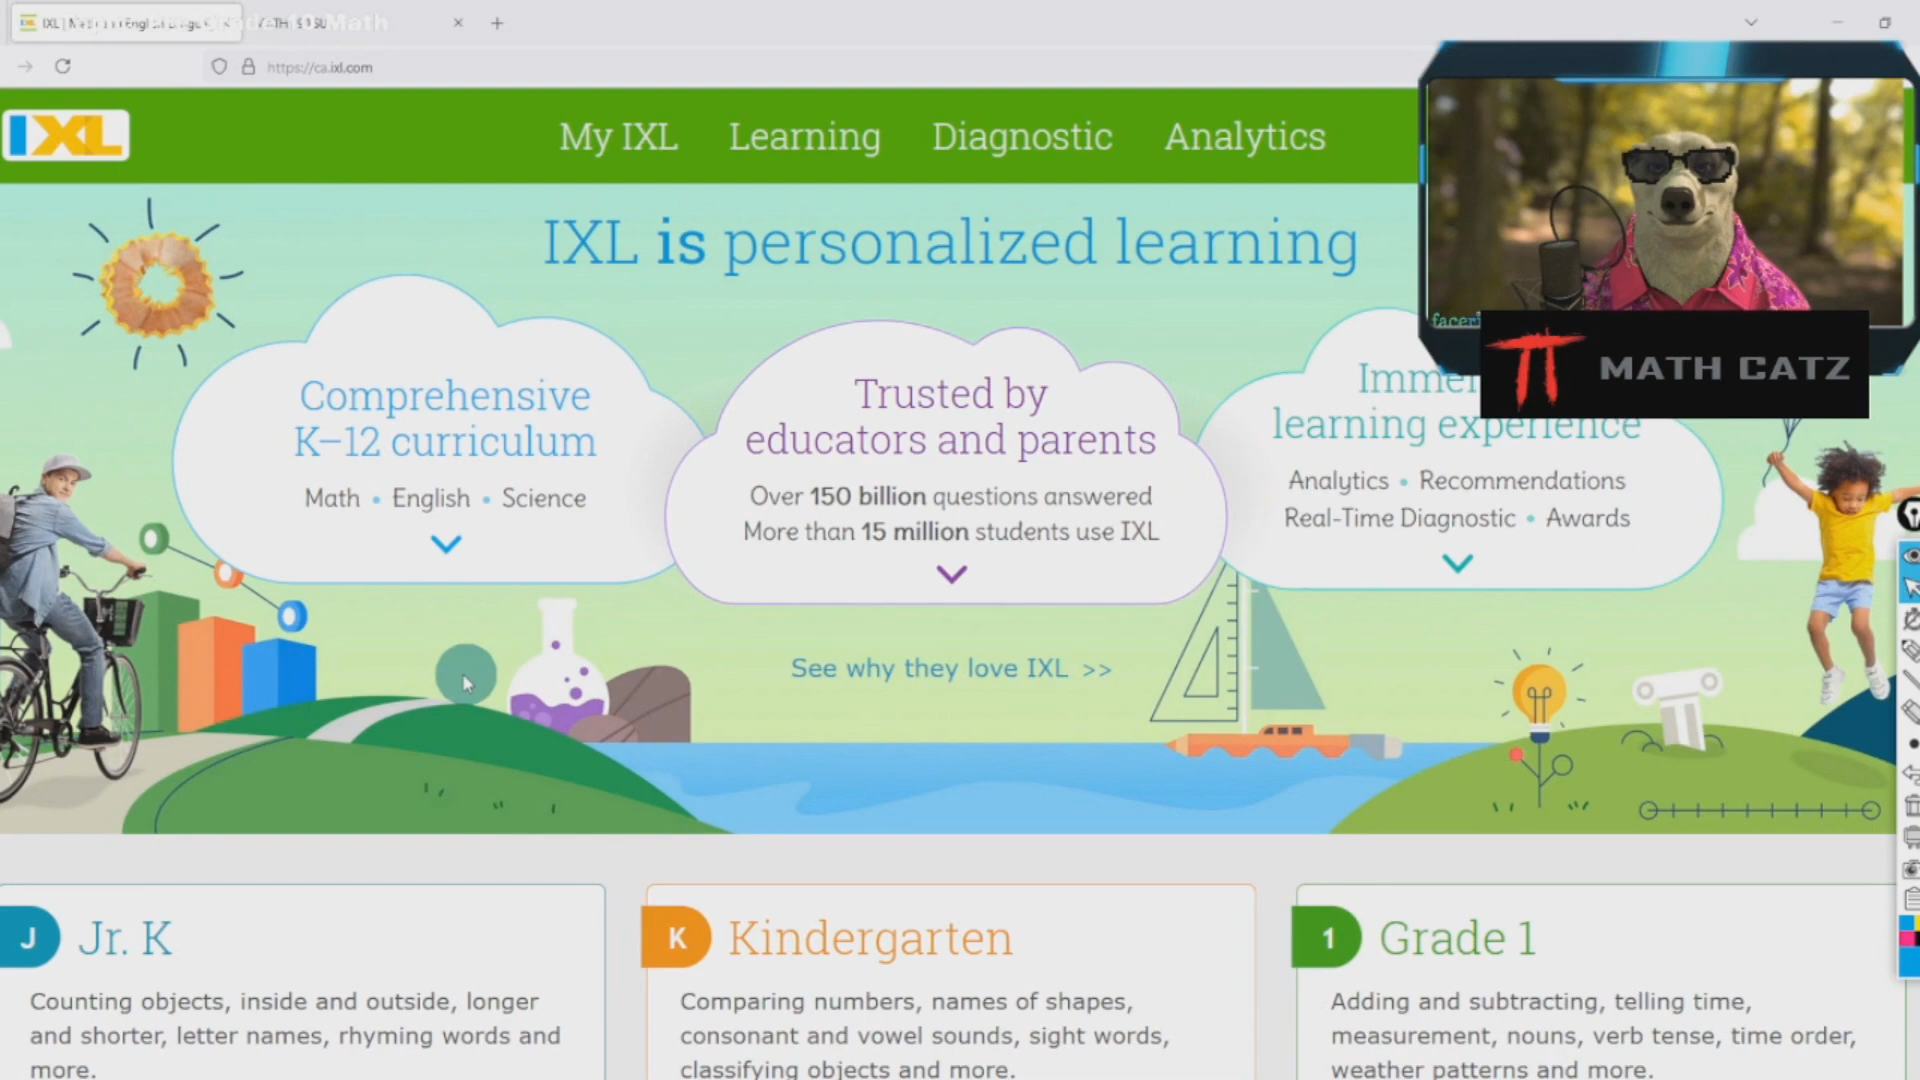 https://ca.ixl.com
IXL
My IXL
Learning
Diagnostic
Analytics
IXL is personalized learning
Comprehensive
K–12 curriculum
Math • English • Science
Trusted by
educators and parents
Over 150 billion questions answered
More than 15 million students use IXL
learning experience
Analytics • Recommendations
Real-Time Diagnostic • Awards
MATH CATZ
See why they love IXL >>
J Jr. K
Counting objects, inside and outside, longer
and shorter, letter names, rhyming words and
more.
K Kindergarten
Comparing numbers, names of shapes,
consonant and vowel sounds, sight words,
classifying objects and more.
1 Grade 1
Adding and subtracting, telling time,
measurement, nouns, verb tense, time order,
weather patterns and more.